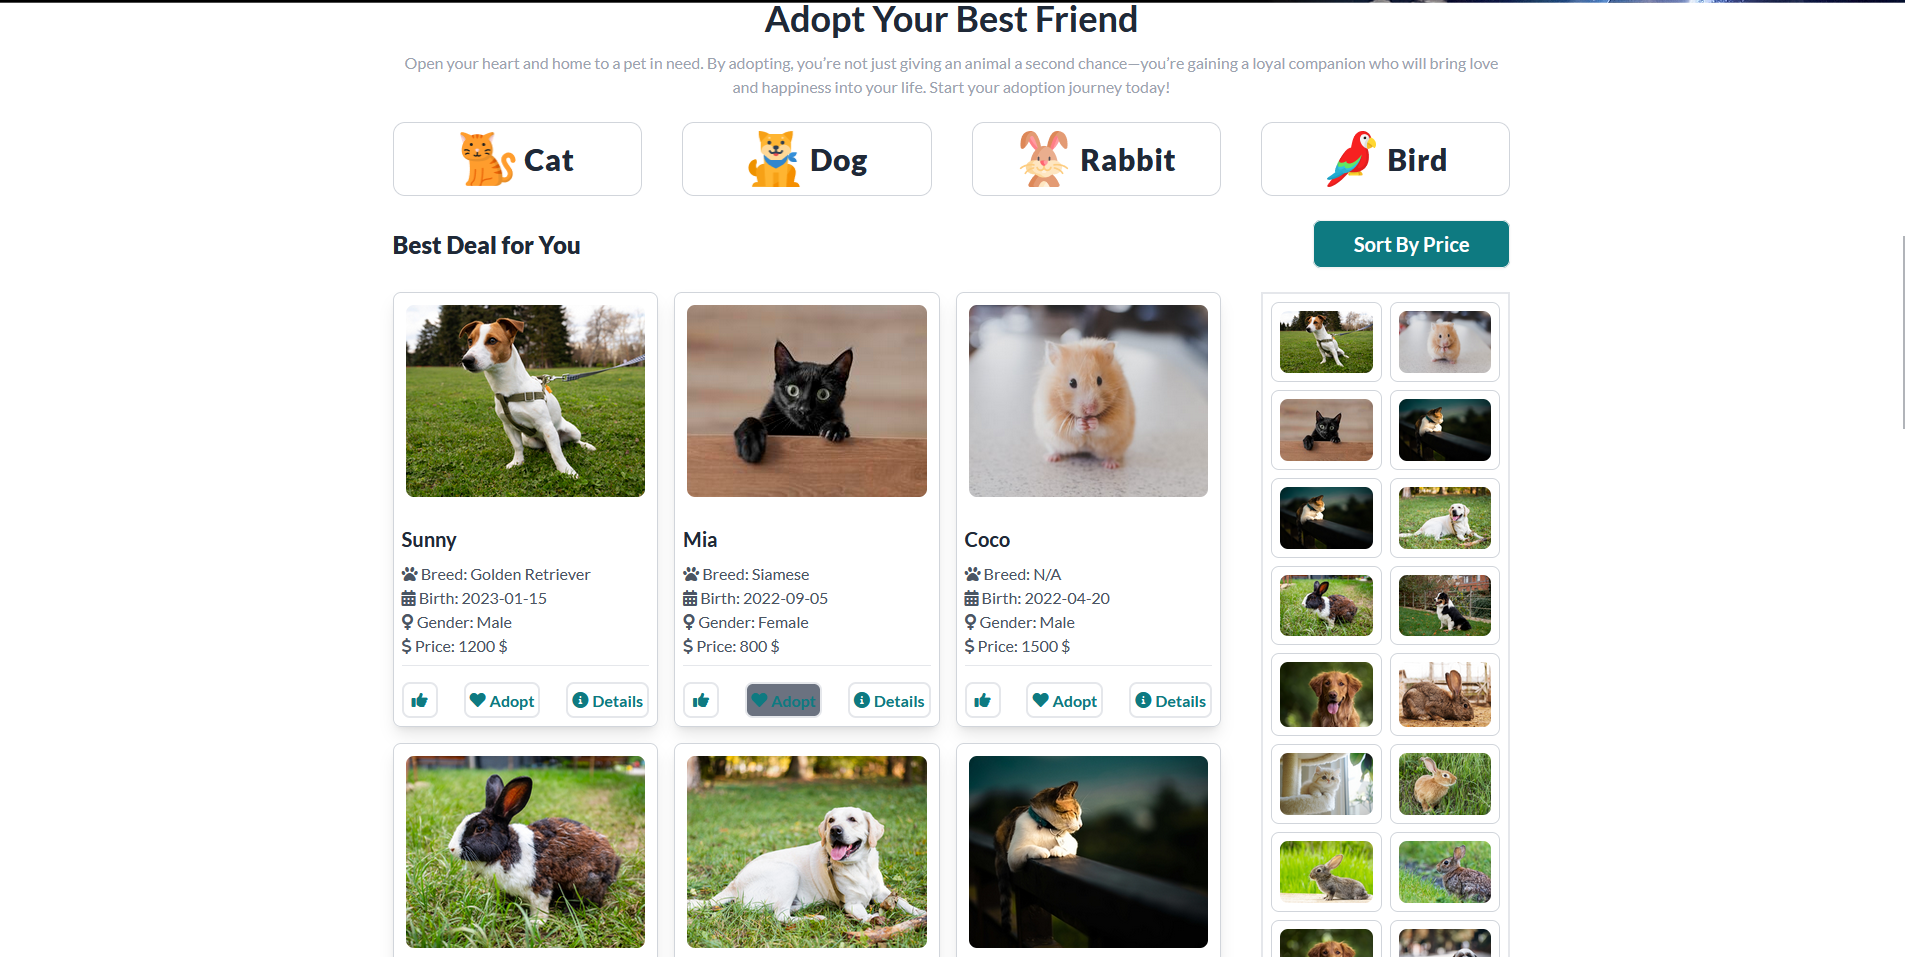 Adopt Your Best Friend
Open your heart and home to a pet in need. By adopting, you’re not just giving an animal a second chance—you’re gaining a loyal companion who will bring love
and happiness into your life. Start your adoption journey today!
Cat
Dog
Rabbit
Bird
Best Deal for You
Sort By Price
Sunny
Breed: Golden Retriever
Birth: 2023-01-15
Gender: Male
Price: 1200 $
Adopt
Details
Mia
Breed: Siamese
Birth: 2022-09-05
Gender: Female
Price: 800 $
Adopt
Details
Coco
Breed: N/A
Birth: 2022-04-20
Gender: Male
Price: 1500 $
Adopt
Details